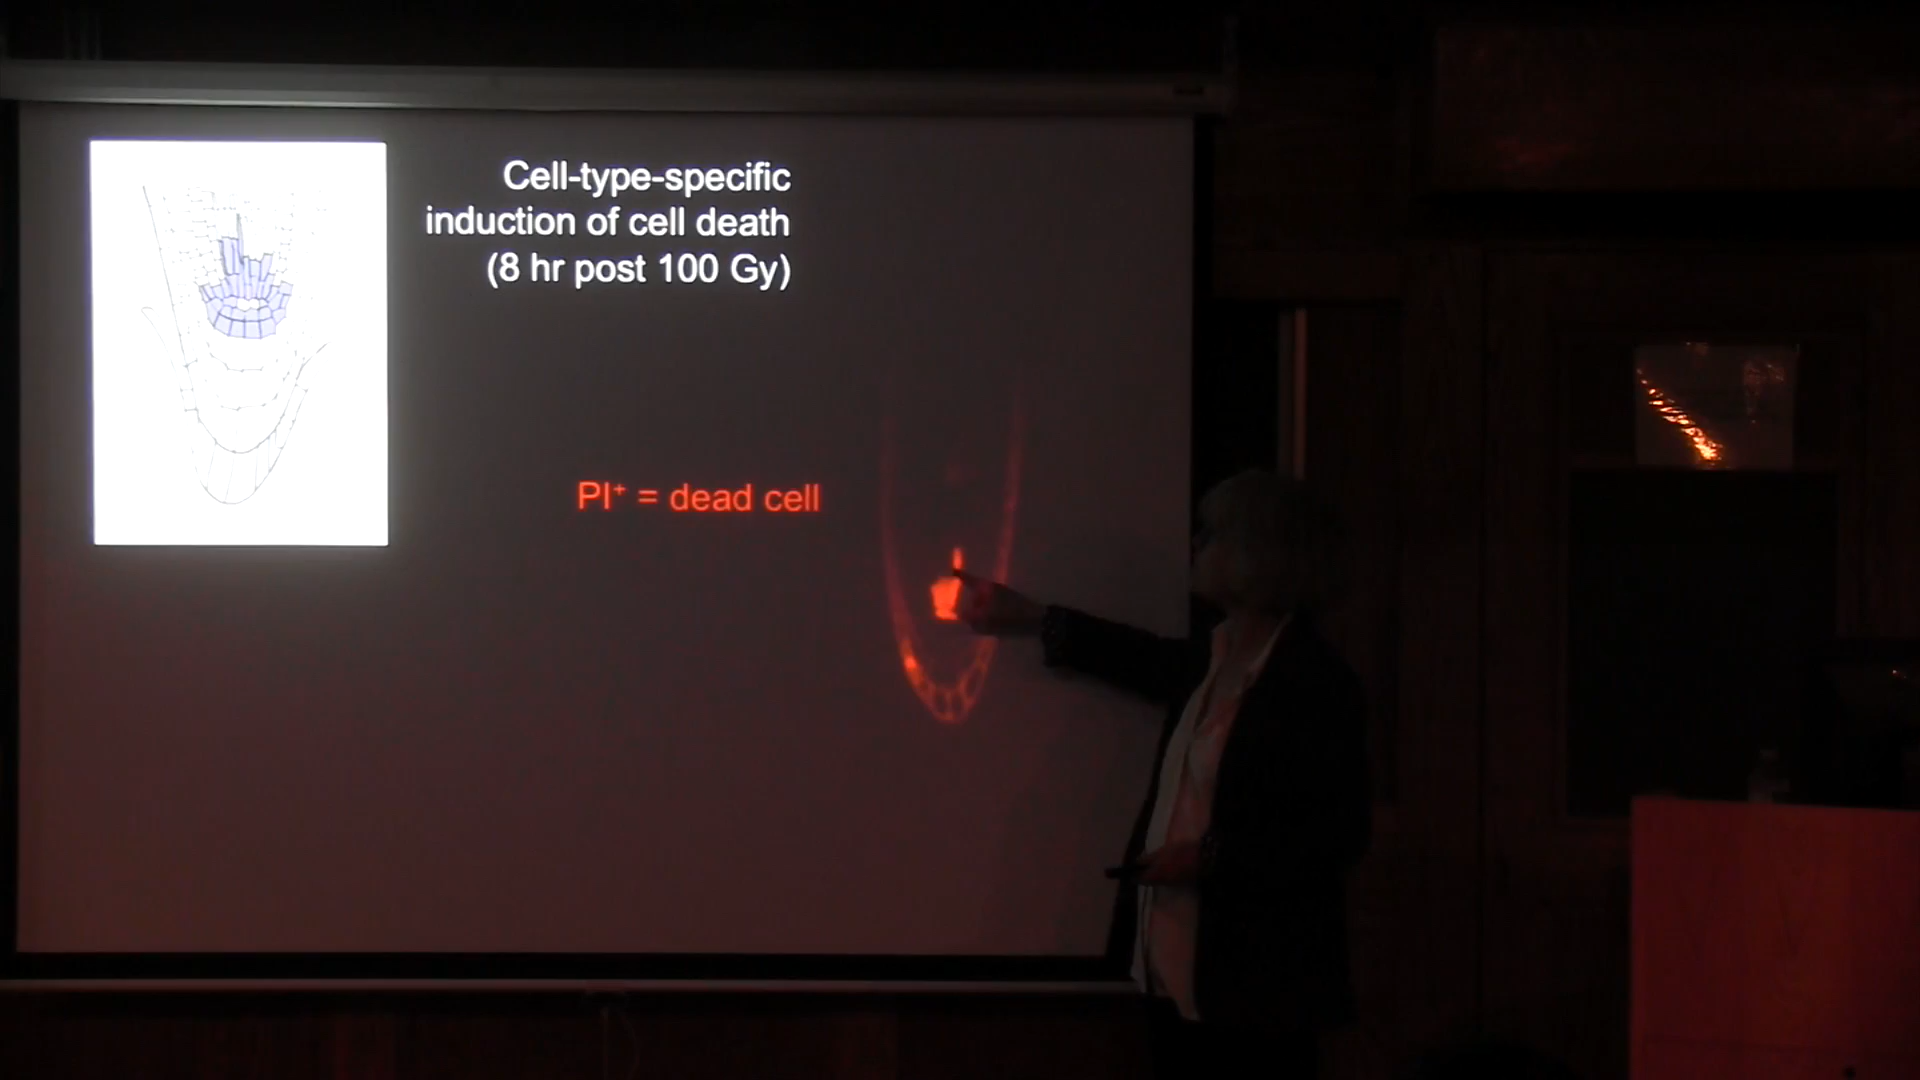 Cell-type-specific
induction of cell death
(8 hr post 100 Gy)
PI⁺ = dead cell